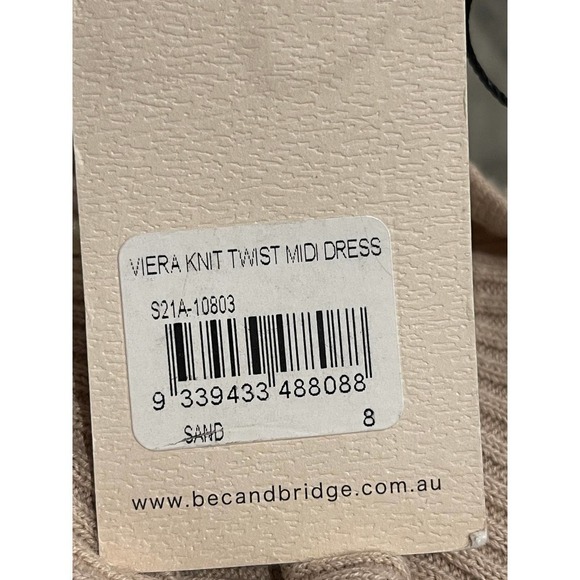 VIERA KNIT TWIST MIDI DRESS
S21A-10803
9 339433 488088
SAND 8
www.becandbridge.com.au